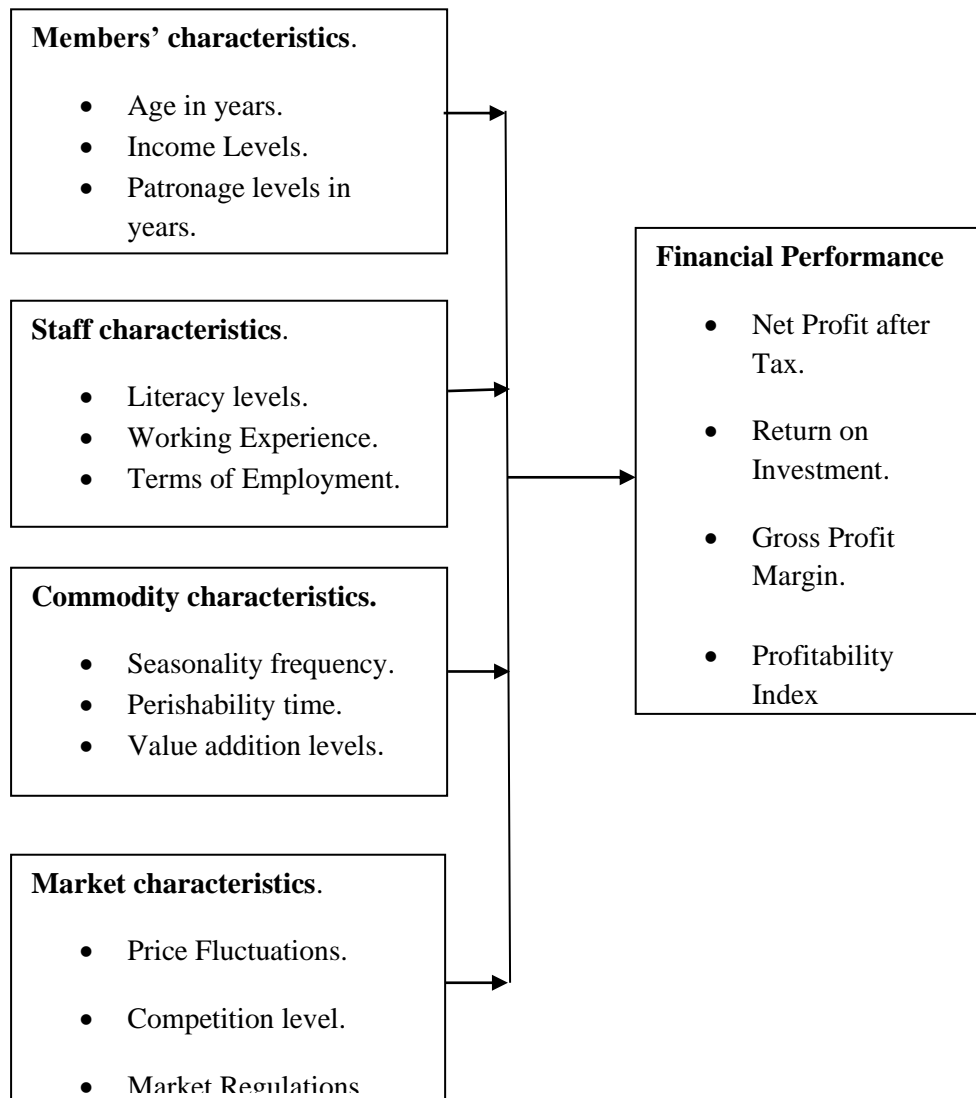 Members’ characteristics.
• Age in years.
• Income Levels.
• Patronage levels in
years.
Staff characteristics.
• Literacy levels.
• Working Experience.
• Terms of Employment.
Commodity characteristics.
• Seasonality frequency.
• Perishability time.
• Value addition levels.
Market characteristics.
• Price Fluctuations.
• Competition level.
• Market Regulations
Financial Performance
• Net Profit after
Tax.
• Return on
Investment.
• Gross Profit
Margin.
• Profitability
Index